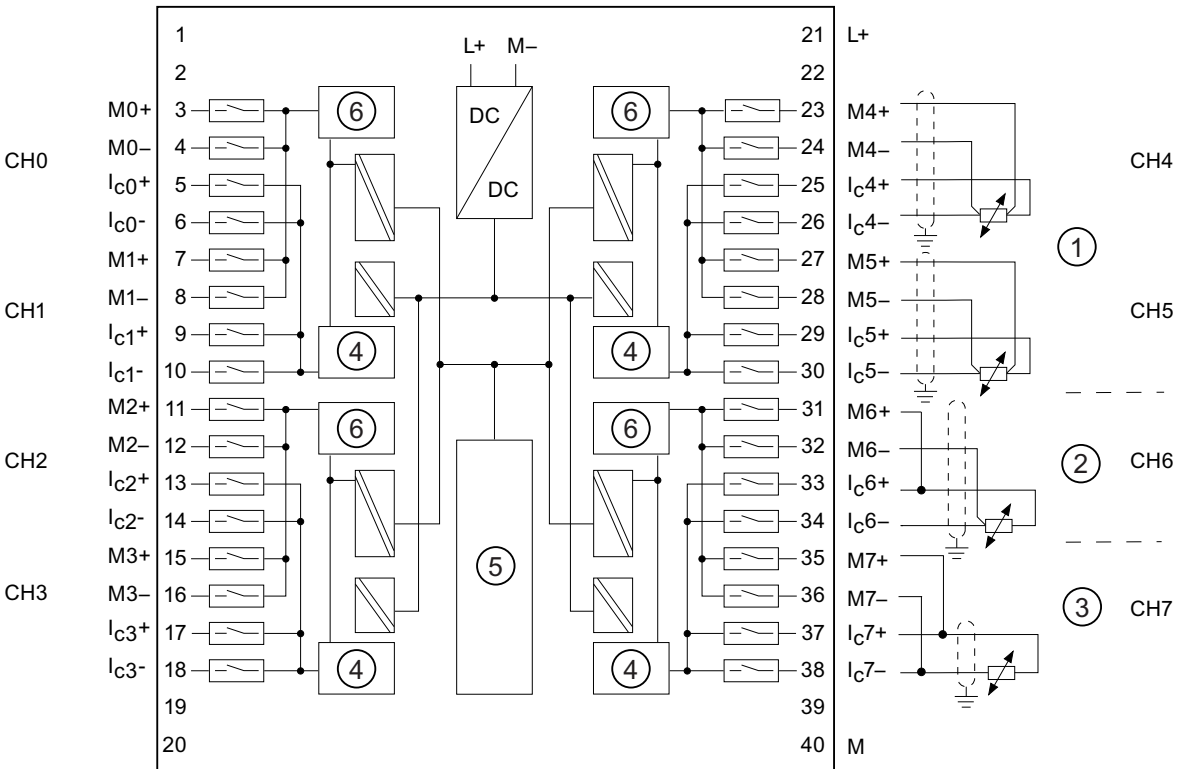 1 21 L+
L+ M–
2 22
M0+ 3 ⑥ DC ⑥ 23 M4+
M0– 4 24 M4–
CH0 CH4
Ic0+ 5 DC 25 Ic4+
Ic0- 6 26 Ic4–
①
M1+ 7 27 M5+
M1– 8 28 M5–
CH1 CH5
Ic1+ 9 29 Ic5+
④ ④
Ic1- 10 30 Ic5–
M2+ 11 31 M6+
⑥ ⑥
M2– 12 32 M6–
CH2 ② CH6
Ic2+ 13 33 Ic6+
Ic2- 14 34 Ic6–
M3+ 15 35 M7+
⑤
M3– 16 36 M7–
CH3 ③ CH7
Ic3+ 17 37 Ic7+
Ic3- 18 ④ ④ 38 Ic7–
19 39
20 40 M